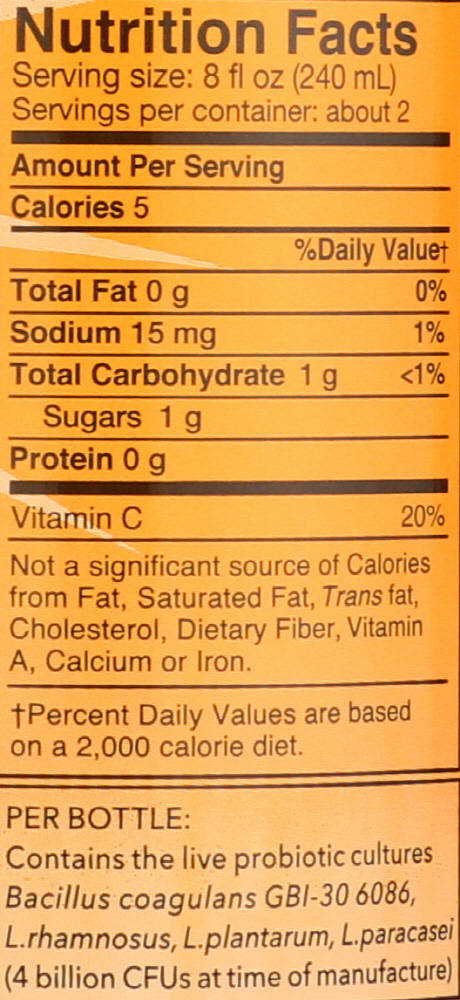 Nutrition Facts
Serving size: 8 fl oz (240 mL)
Servings per container: about 2
Amount Per Serving
Calories 5
%Daily Value†
Total Fat 0 g 0%
Sodium 15 mg 1%
Total Carbohydrate 1 g <1%
Sugars 1 g
Protein 0 g
Vitamin C 20%
Not a significant source of Calories
from Fat, Saturated Fat, Trans fat,
Cholesterol, Dietary Fiber, Vitamin
A, Calcium or Iron.
†Percent Daily Values are based
on a 2,000 calorie diet.
PER BOTTLE:
Contains the live probiotic cultures
Bacillus coagulans GBI-30 6086,
L.rhamnosus, L.plantarum, L.paracasei
(4 billion CFUs at time of manufacture)